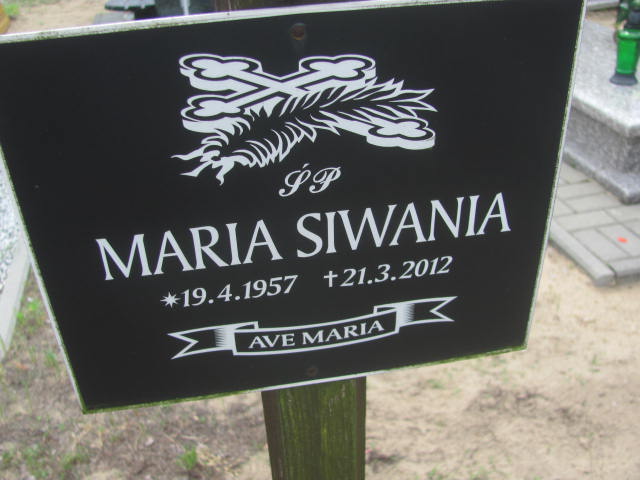 ŚP
MARIA SIWANIA
✶19.4.1957 †21.3.2012
AVE MARIA